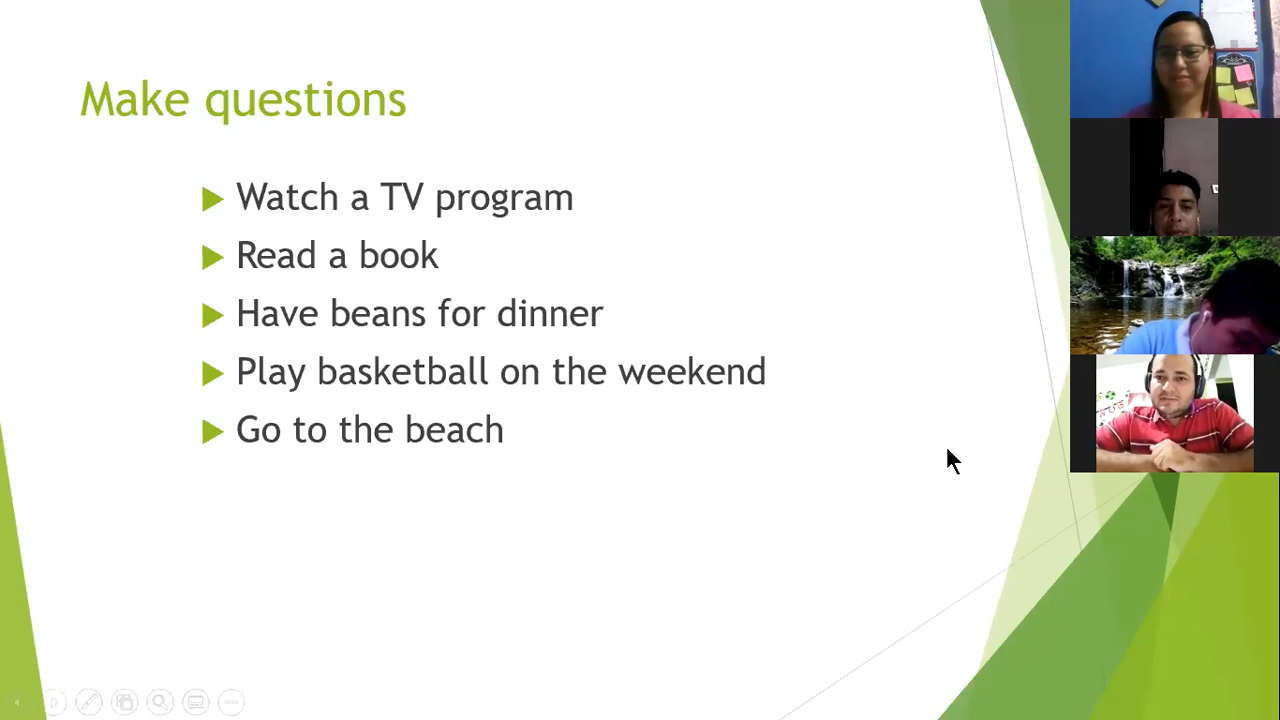 Make questions
Watch a TV program
Read a book
Have beans for dinner
Play basketball on the weekend
Go to the beach